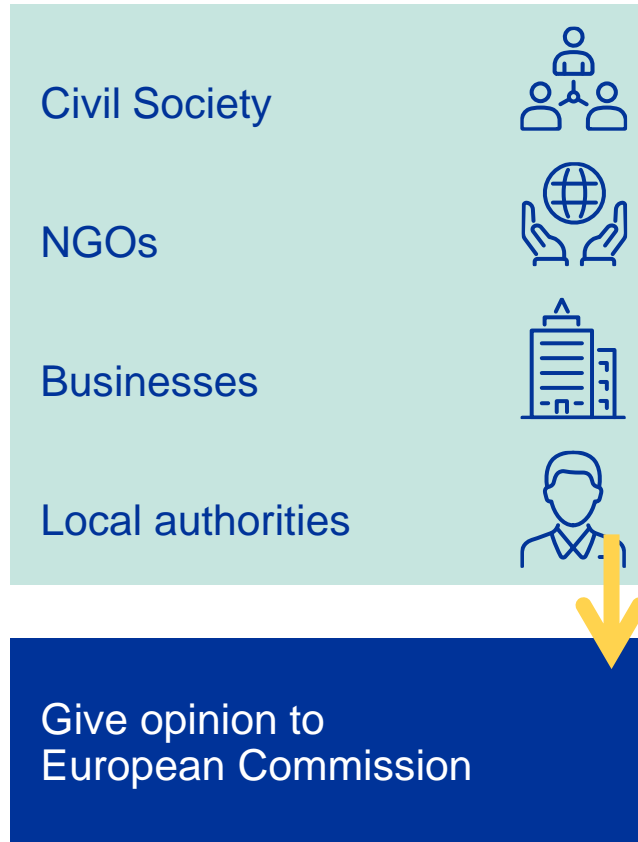 Civil Society
NGOs
Businesses
Local authorities
Give opinion to
European Commission